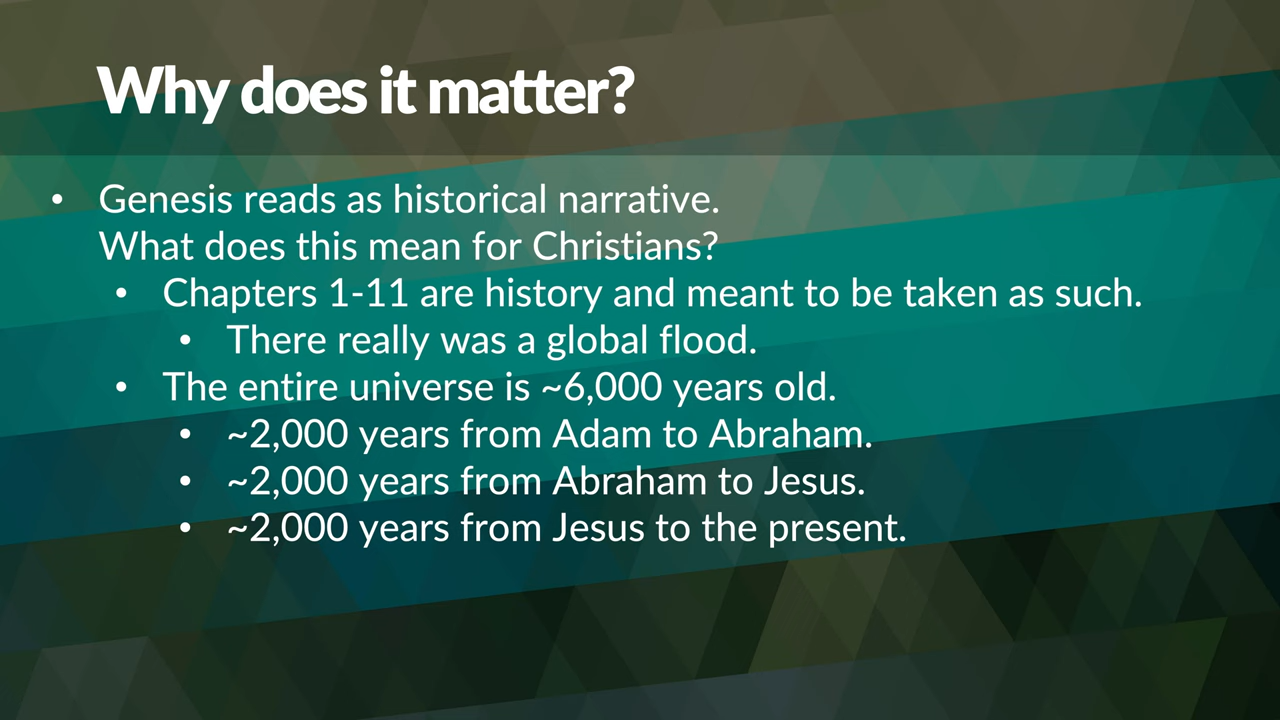 Why does it matter?
• Genesis reads as historical narrative.
What does this mean for Christians?
• Chapters 1-11 are history and meant to be taken as such.
• There really was a global flood.
• The entire universe is ~6,000 years old.
• ~2,000 years from Adam to Abraham.
• ~2,000 years from Abraham to Jesus.
• ~2,000 years from Jesus to the present.